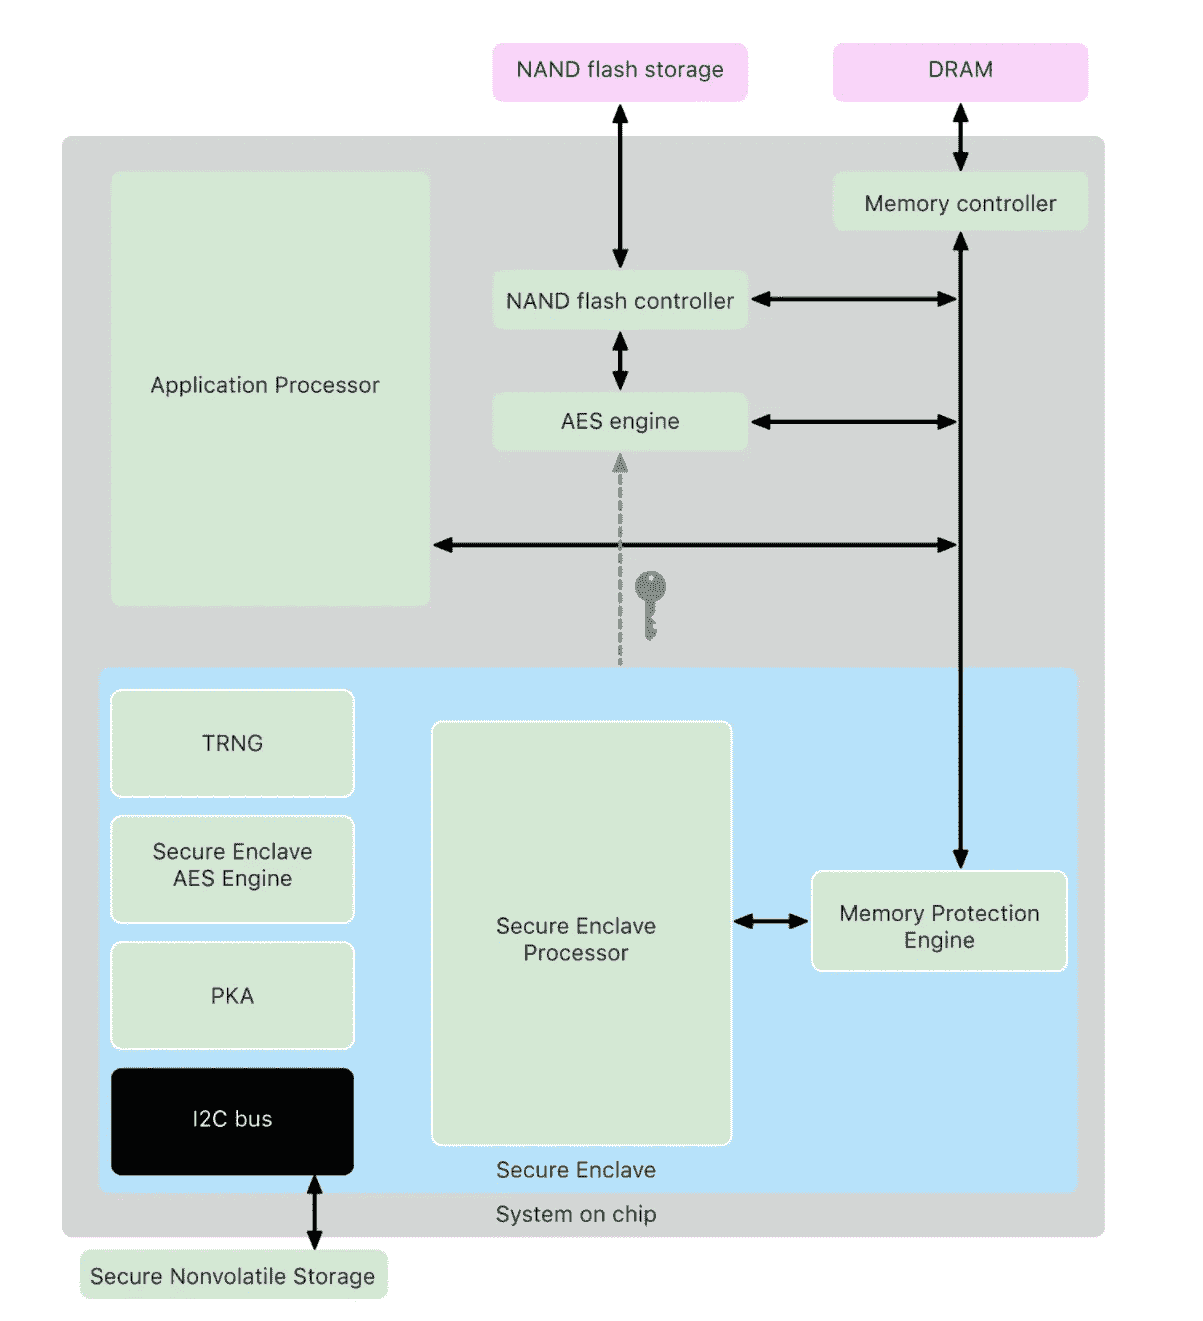 NAND flash storage
DRAM
Memory controller
NAND flash controller
Application Processor
AES engine
TRNG
Secure Enclave
AES Engine
Secure Enclave
Processor
Memory Protection
Engine
PKA
I2C bus
Secure Enclave
System on chip
Secure Nonvolatile Storage